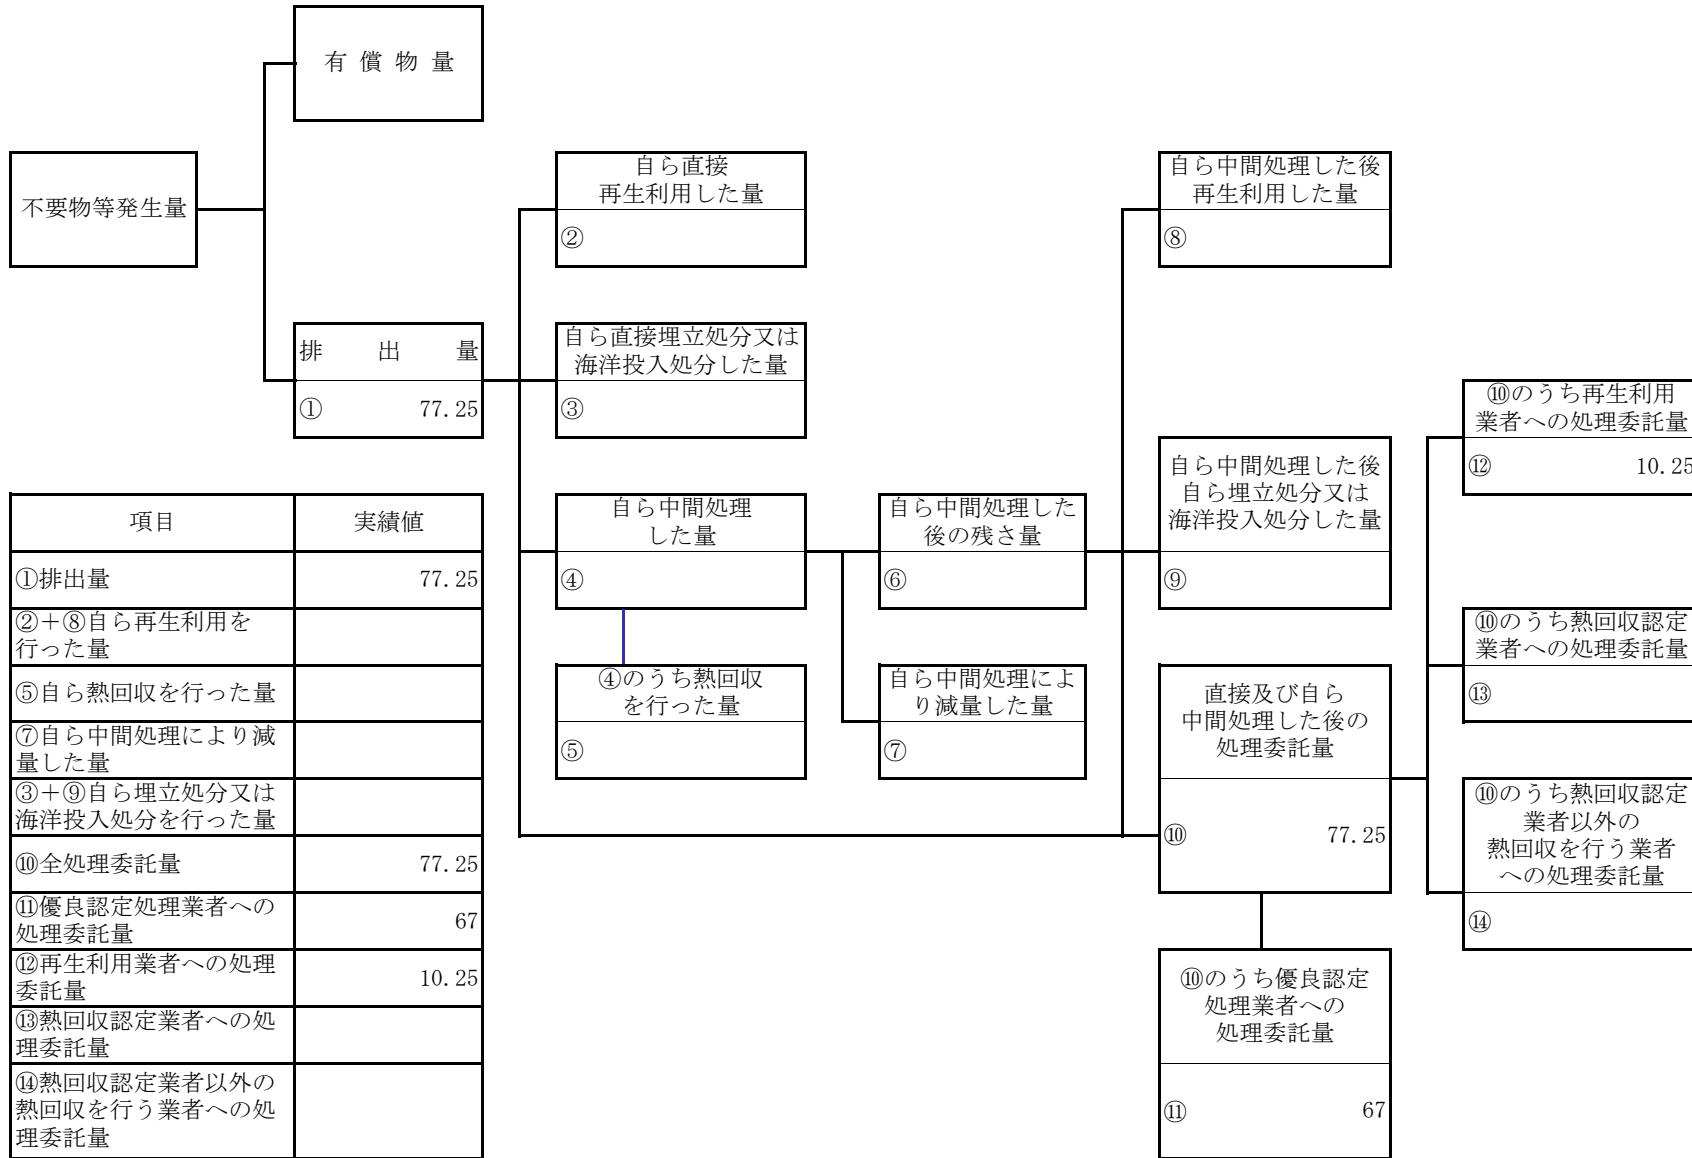 有 償 物 量
不要物等発生量
自ら直接
再生利用した量
②
自ら中間処理した後
再生利用した量
⑧
排 出 量
① 77.25
自ら直接埋立処分又は
海洋投入処分した量
③
⑩のうち再生利用
業者への処理委託量
⑫ 10.25
自ら中間処理した後
自ら埋立処分又は
海洋投入処分した量
⑨
自ら中間処理
した量
④
自ら中間処理した
後の残さ量
⑥
④のうち熱回収
を行った量
⑤
自ら中間処理によ
り減量した量
⑦
直接及び自ら
中間処理した後の
処理委託量
⑩ 77.25
⑩のうち熱回収認定
業者への処理委託量
⑬
⑩のうち熱回収認定
業者以外の
熱回収を行う業者
への処理委託量
⑭
⑩のうち優良認定
処理業者への
処理委託量
⑪ 67
項目 実績値
①排出量 77.25
②＋⑧自ら再生利用を
行った量
⑤自ら熱回収を行った量
⑦自ら中間処理により減
量した量
③＋⑨自ら埋立処分又は
海洋投入処分を行った量
⑩全処理委託量 77.25
⑪優良認定処理業者への
処理委託量 67
⑫再生利用業者への処理
委託量 10.25
⑬熱回収認定業者への処
理委託量
⑭熱回収認定業者以外の
熱回収を行う業者への処
理委託量